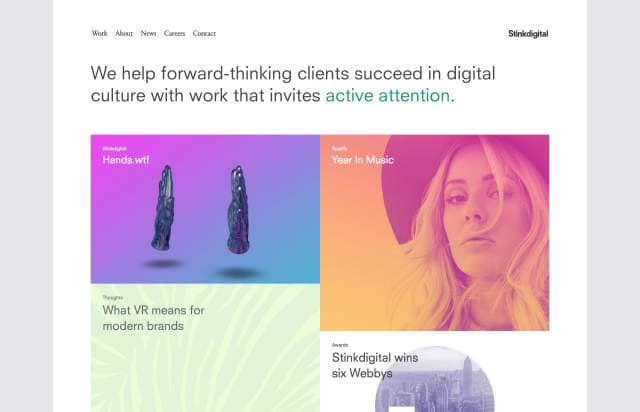 Work About News Careers Contact
Stinkdigital
We help forward-thinking clients succeed in digital
culture with work that invites active attention.
Stinkdigital
Hands.wtf
Spotify
Year In Music
Thoughts
What VR means for
modern brands
Awards
Stinkdigital wins
six Webbys